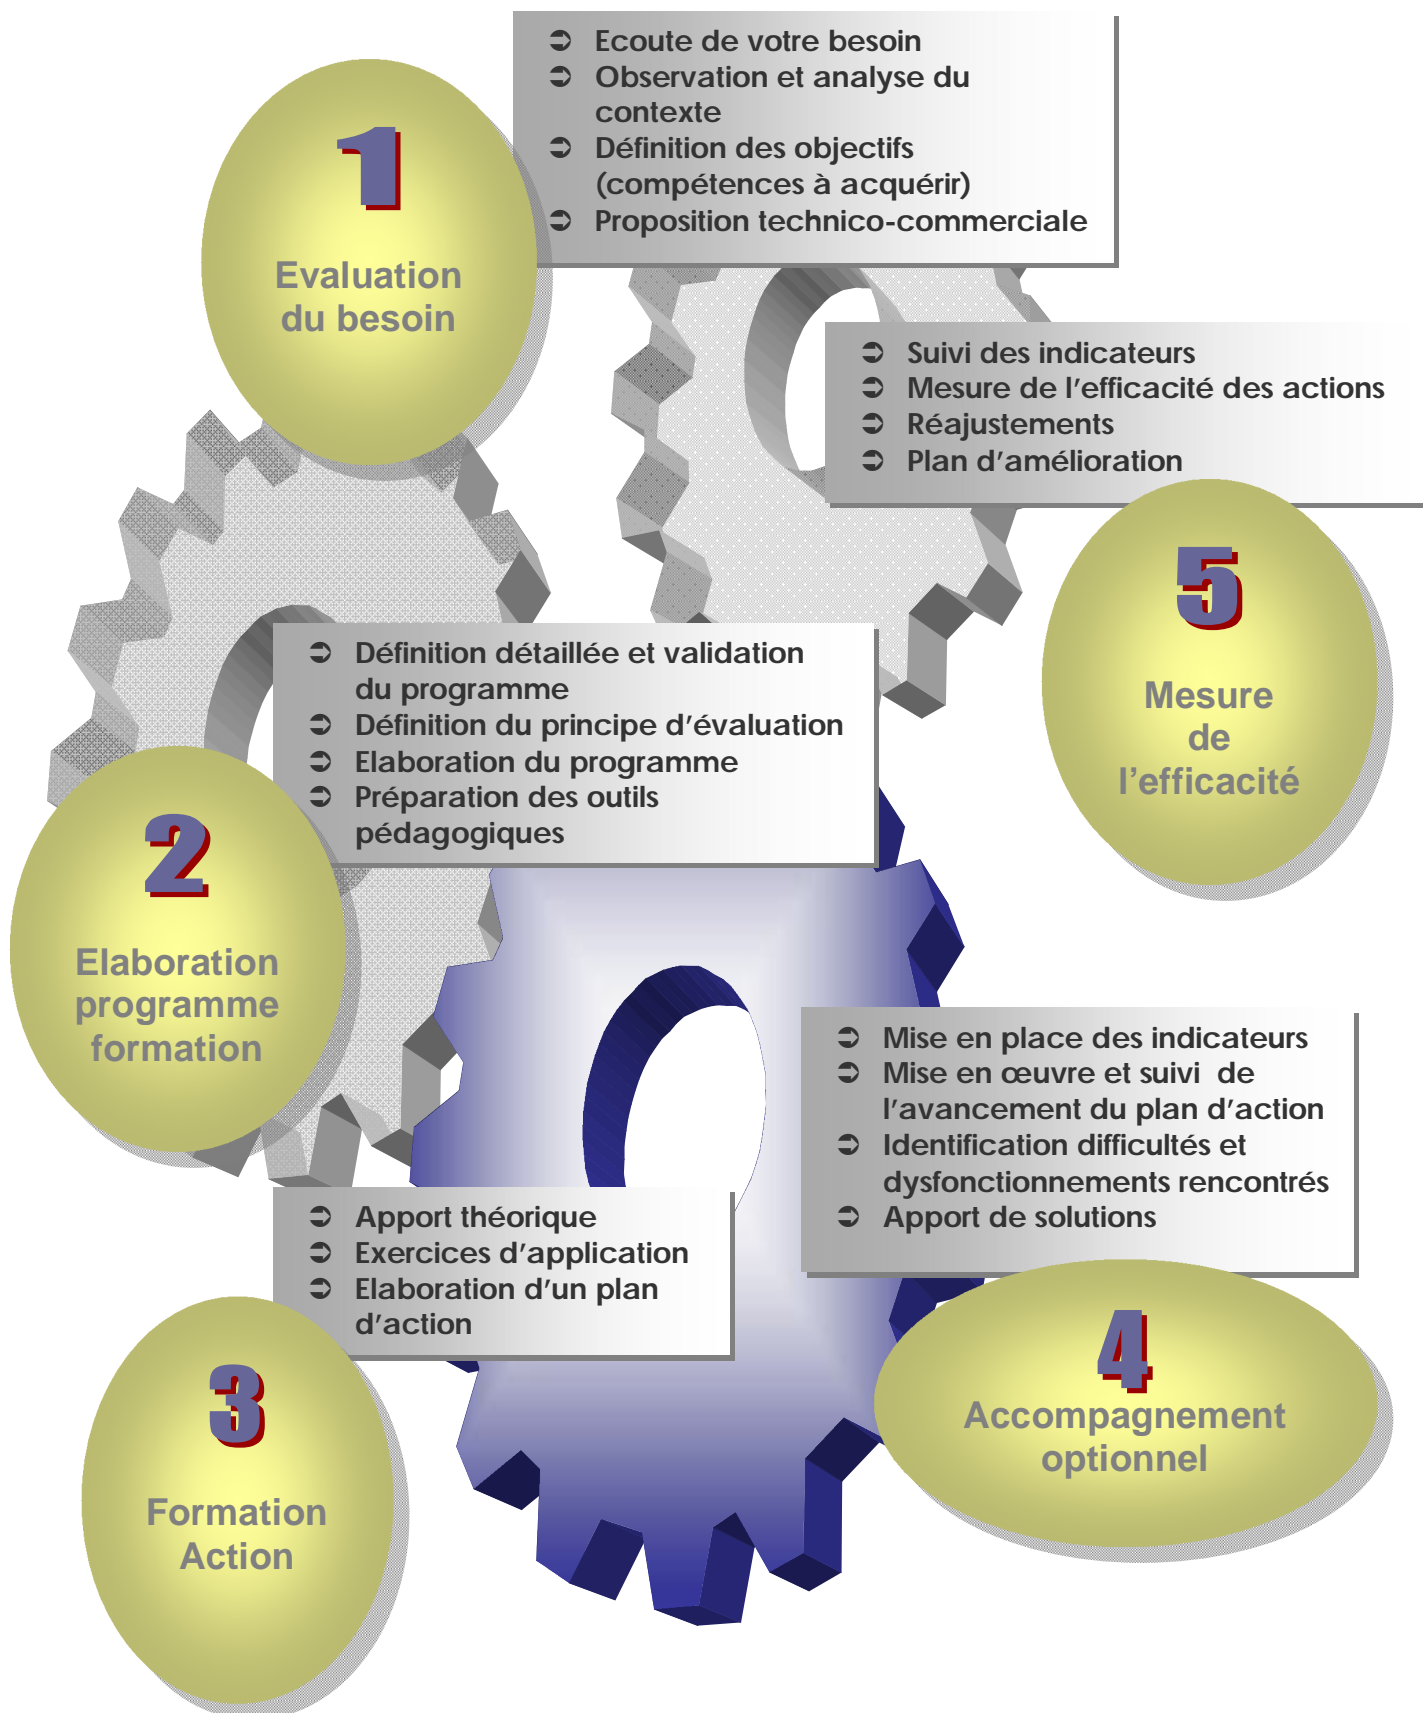 1
Evaluation
du besoin
Ecoute de votre besoin
Observation et analyse du
contexte
Définition des objectifs
(compétences à acquérir)
Proposition technico-commerciale
2
Elaboration
programme
formation
Définition détaillée et validation
du programme
Définition du principe d’évaluation
Elaboration du programme
Préparation des outils
pédagogiques
3
Formation
Action
Apport théorique
Exercices d’application
Elaboration d’un plan
d’action
4
Accompagnement
optionnel
Mise en place des indicateurs
Mise en œuvre et suivi  de
l’avancement du plan d’action
Identification difficultés et
dysfonctionnements rencontrés
Apport de solutions
5
Mesure
de
l’efficacité
Suivi des indicateurs
Mesure de l’efficacité des actions
Réajustements
Plan d’amélioration